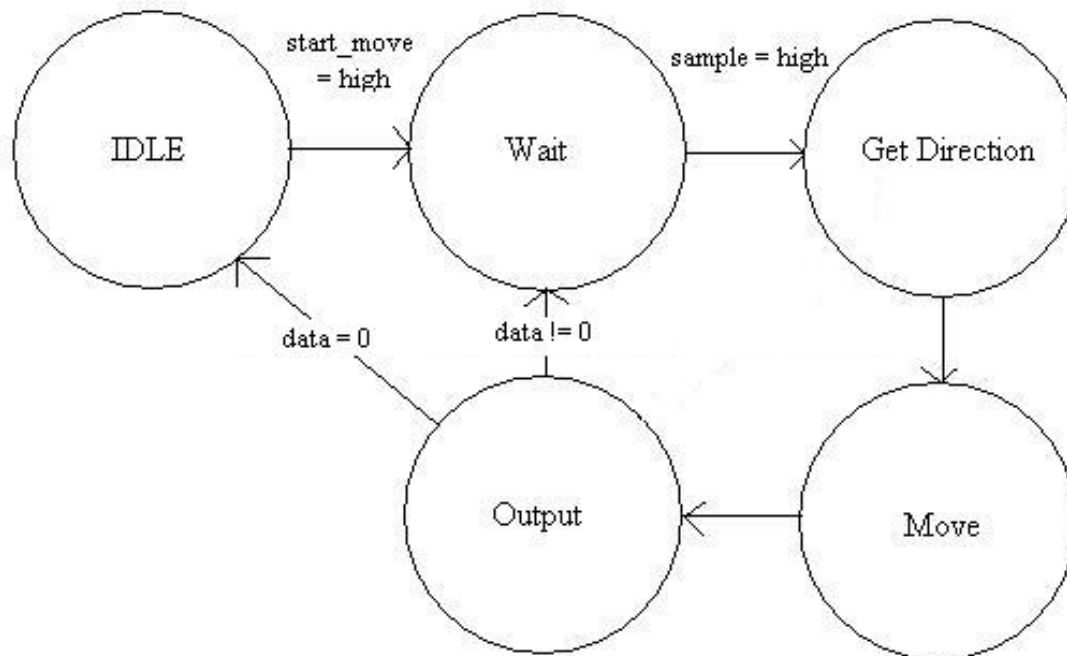 start_move
= high
sample = high
IDLE
Wait
Get Direction
data = 0
data != 0
Output
Move